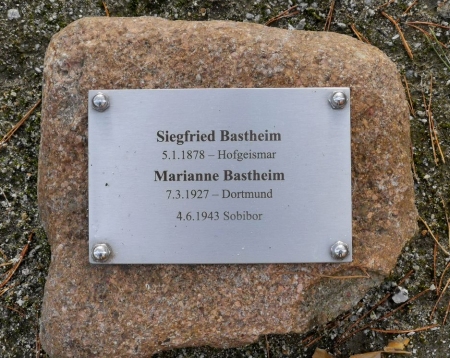 Siegfried Bastheim
5.1.1878 – Hofgeismar
Marianne Bastheim
7.3.1927 – Dortmund
4.6.1943 Sobibor